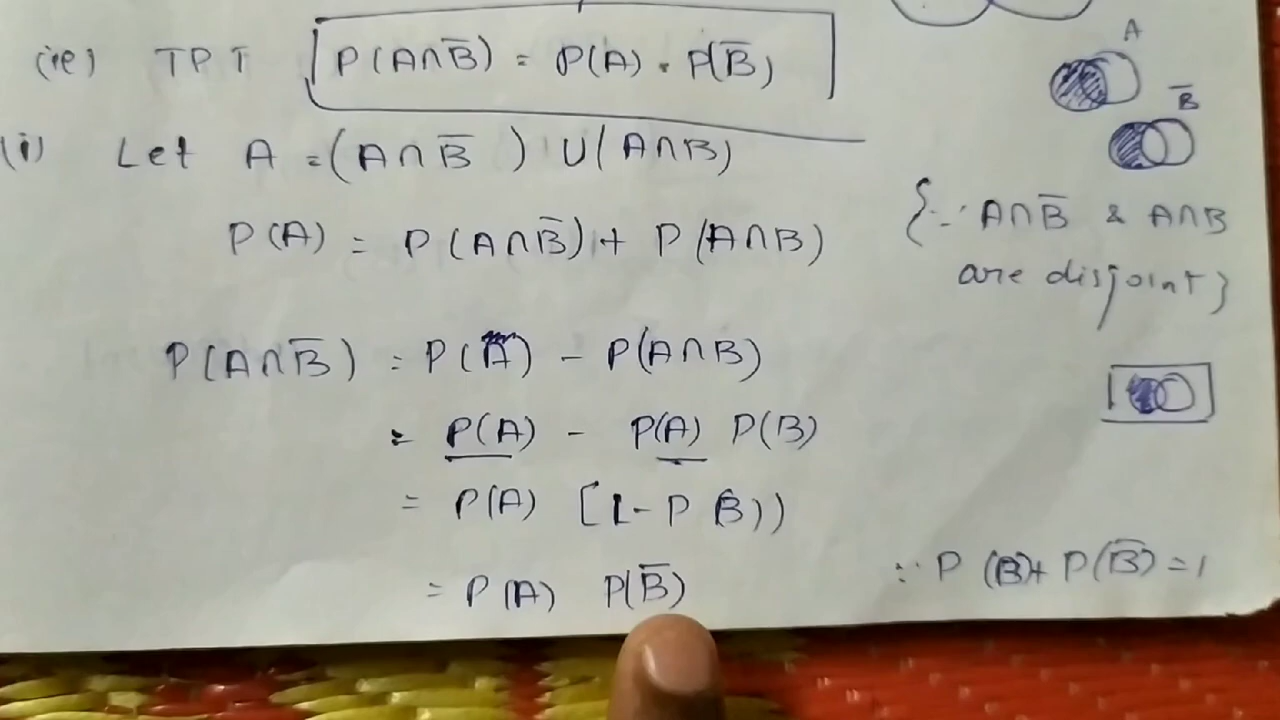 (ie) TPT P(A∩B̅) = P(A) . P(B̅)
A
B̅
(i) Let A = (A∩B̅) U (A∩B)
P(A) = P(A∩B̅) + P(A∩B)
{∵ A∩B̅ & A∩B
are disjoint}
P(A∩B̅) = P(A) - P(A∩B)
= P(A) - P(A) P(B)
= P(A) [1- P B))
= P(A) P(B̅)
∵ P (B)+ P(B̅) = 1